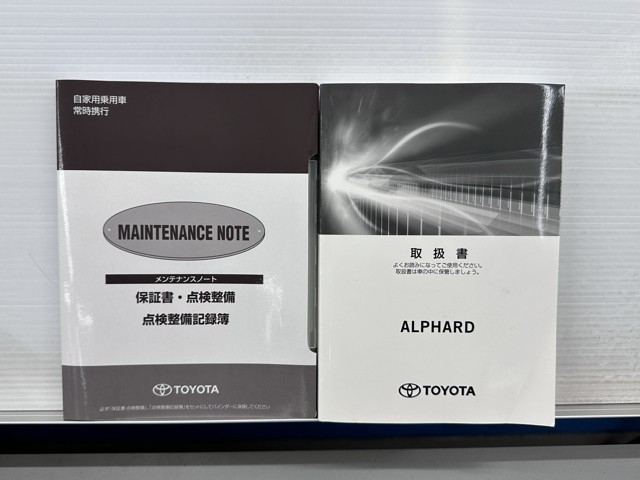 自家用乗用車
常時携行
MAINTENANCE NOTE
メンテナンスノート
保証書・点検整備
点検整備記録簿
TOYOTA
取扱書
よくお読みになってご使用ください。
取扱書は車の中に保管しましょう。
ALPHARD
TOYOTA